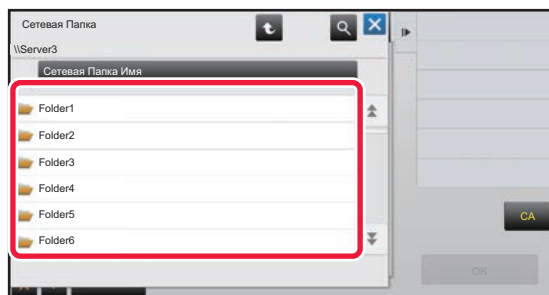 Сетевая Папка
\\Server3
Сетевая Папка Имя
Folder1
Folder2
Folder3
Folder4
Folder5
Folder6
CA
OK